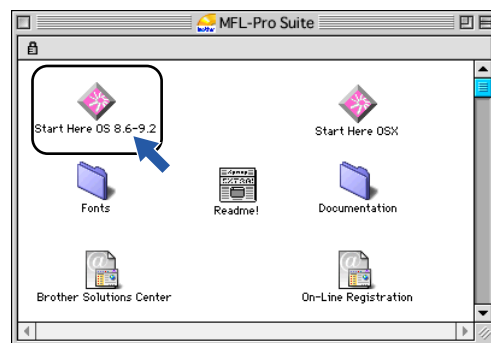 MFL-Pro Suite
Start Here OS 8.6-9.2
Start Here OSX
Fonts
Readme!
Documentation
Brother Solutions Center
On-Line Registration